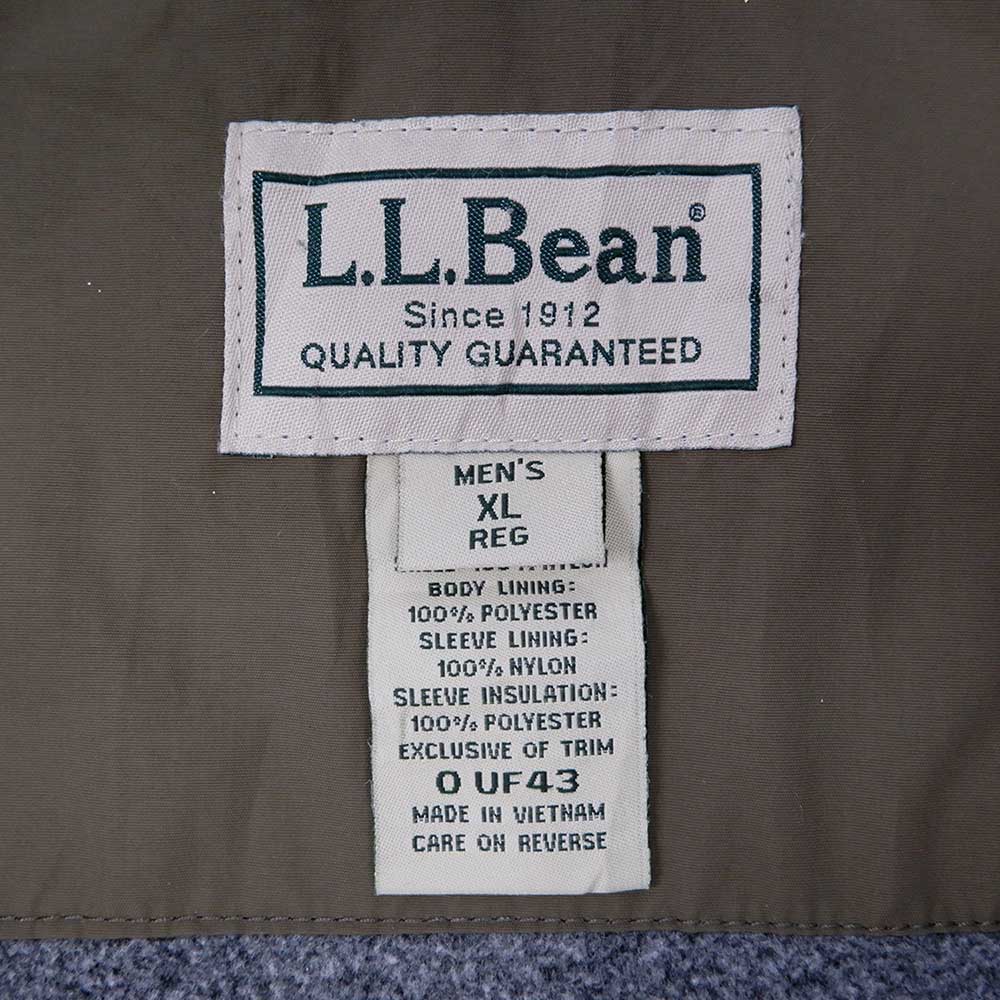 L.L.Bean®
Since 1912
QUALITY GUARANTEED
MEN'S
XL
REG
BODY LINING:
100% POLYESTER
SLEEVE LINING:
100% NYLON
SLEEVE INSULATION:
100% POLYESTER
EXCLUSIVE OF TRIM
0 UF43
MADE IN VIETNAM
CARE ON REVERSE